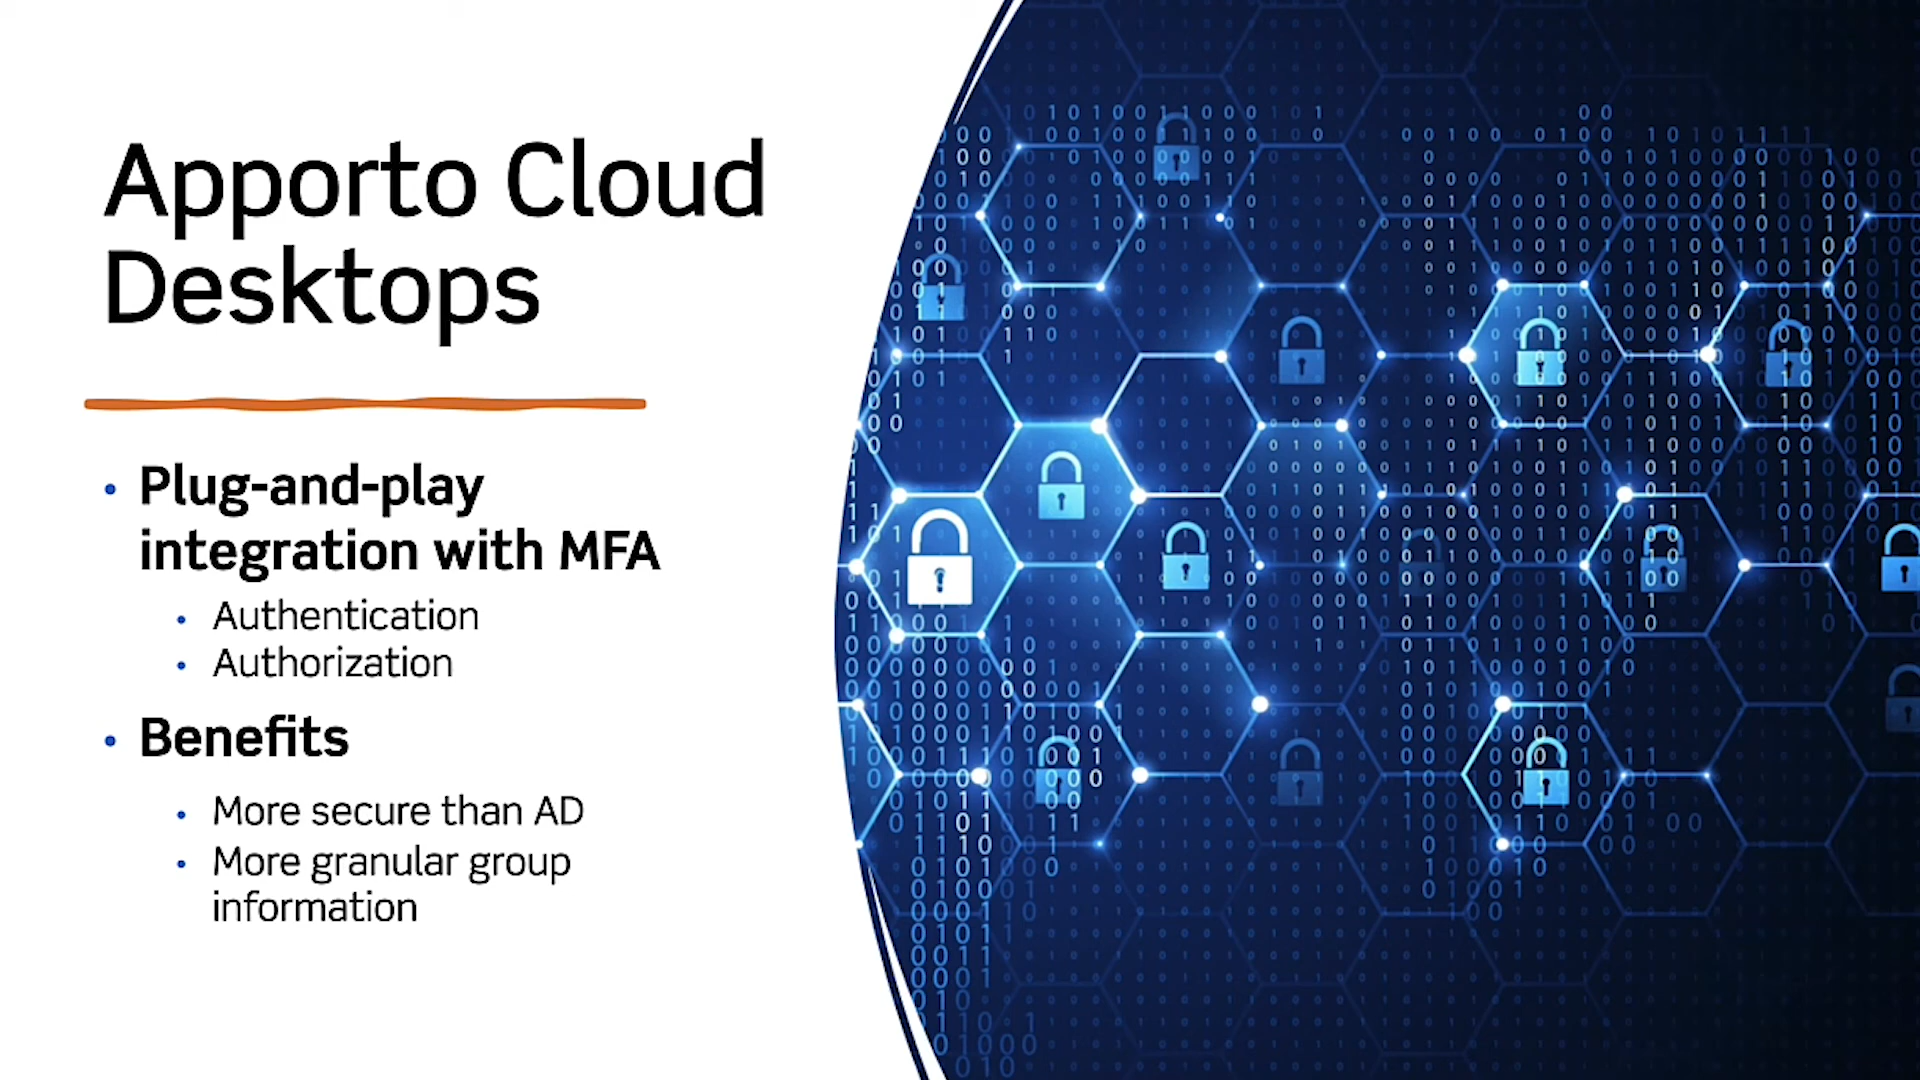 Apporto Cloud
Desktops
• Plug-and-play
integration with MFA
• Authentication
• Authorization
• Benefits
• More secure than AD
• More granular group
information